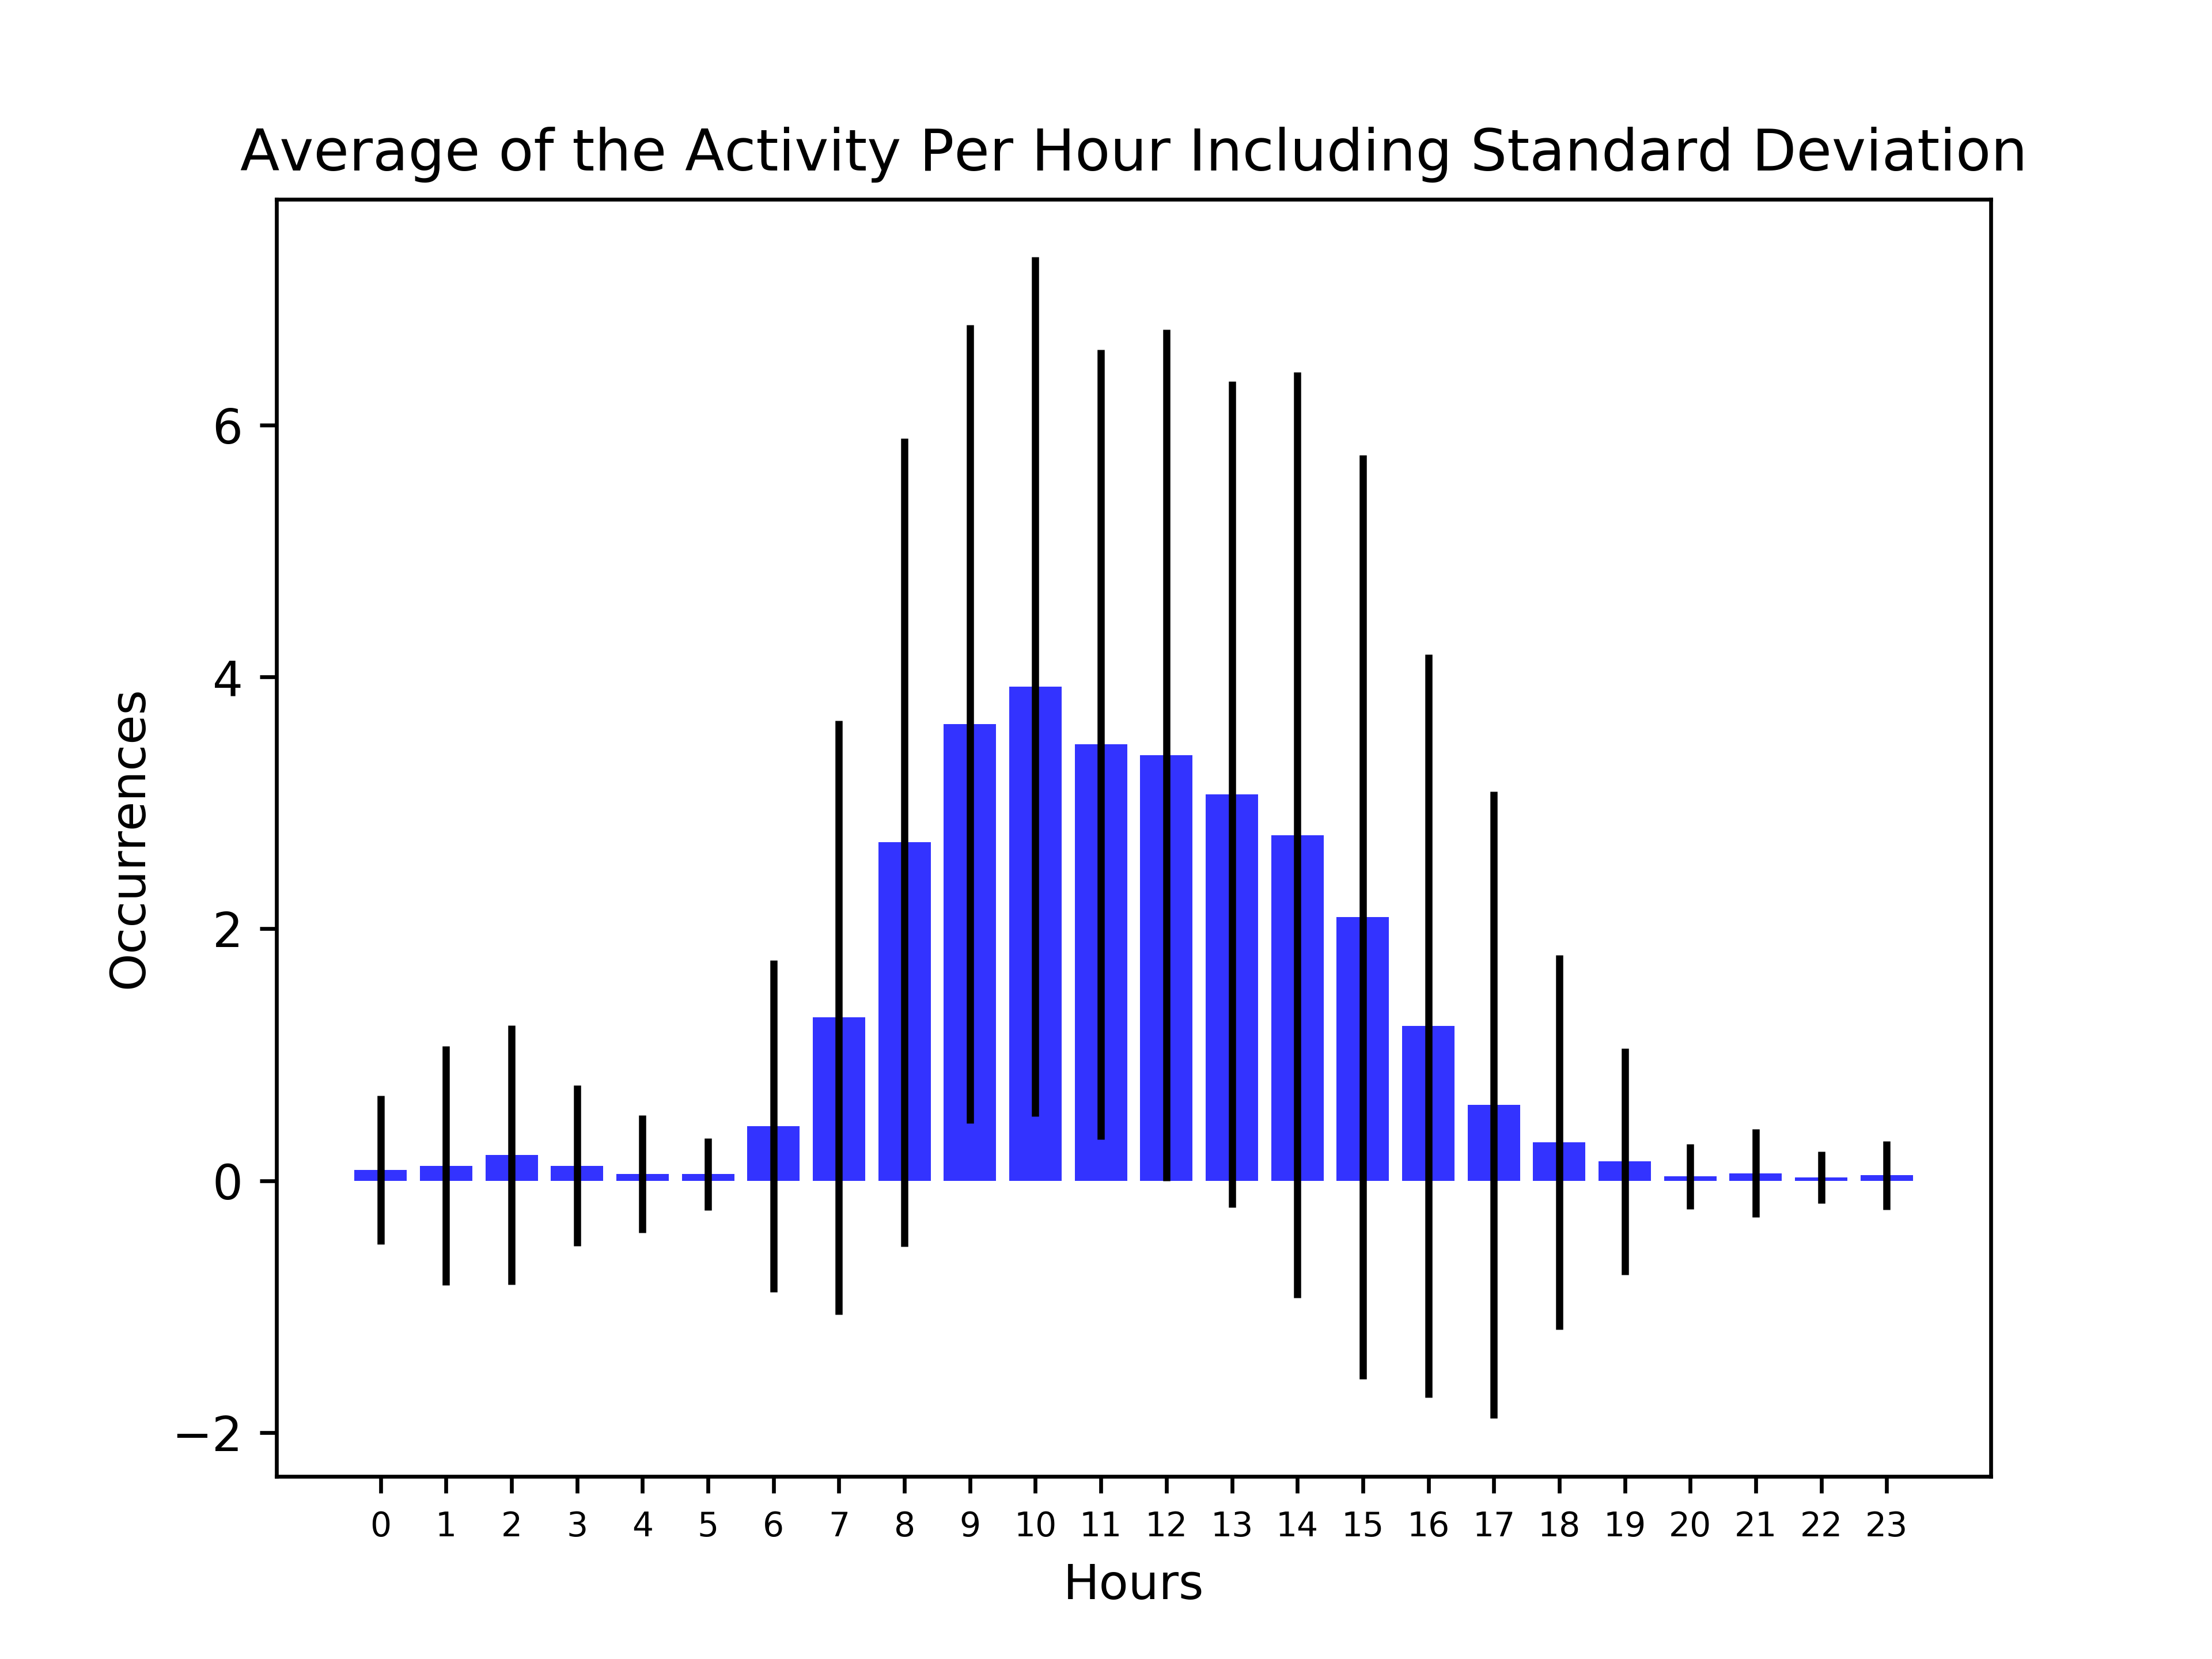 Average of the Activity Per Hour Including Standard Deviation
6
4
2
0
−2
Occurrences
0 1 2 3 4 5 6 7 8 9 10 11 12 13 14 15 16 17 18 19 20 21 22 23
Hours